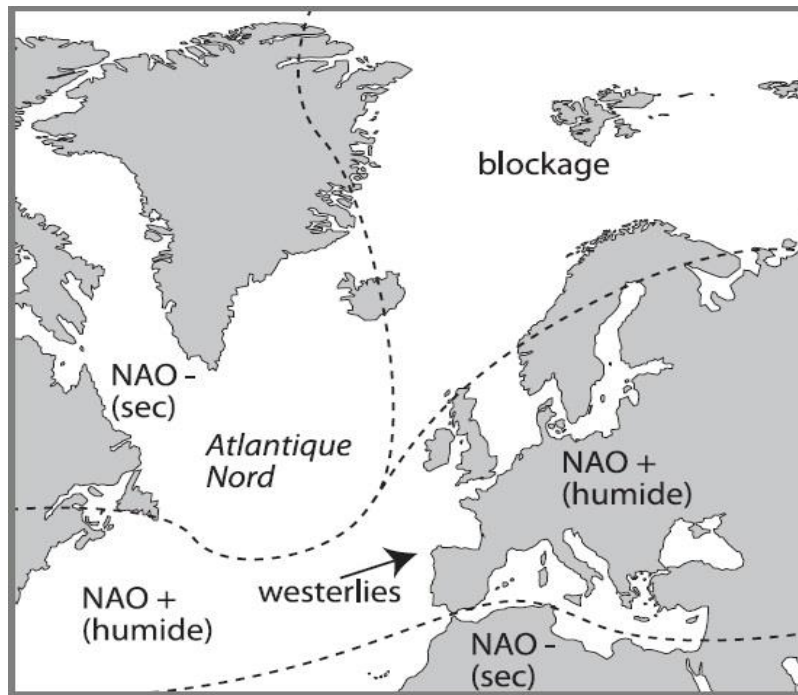 blockage
NAO -
(sec)
Atlantique
Nord
NAO +
(humide)
westerlies
NAO +
(humide)
NAO -
(sec)